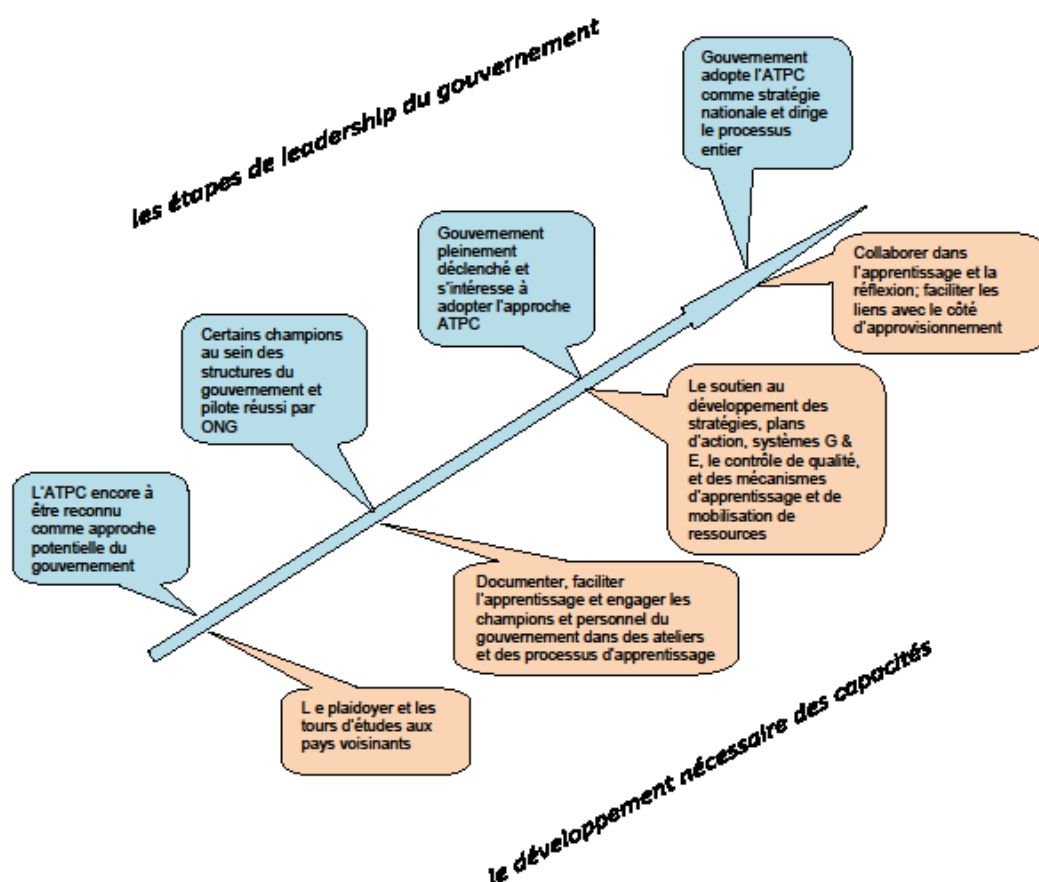 les étapes de leadership du gouvernement
Gouvernement
adopte l'ATPC
comme stratégie
nationale et dirige
le processus
entier
Gouvernement
pleinement
déclenché et
s'intéresse à
adopter l'approche
ATPC
Collaborer dans
l'apprentissage et la
réflexion; faciliter les
liens avec le côté
d'approvisionnement
Certains champions
au sein des
structures du
gouvernement et
pilote réussi par
ONG
Le soutien au
développement des
stratégies, plans
d'action, systèmes G &
E, le contrôle de qualité,
et des mécanismes
d'apprentissage et de
mobilisation de
ressources
L'ATPC encore à
être reconnu
comme approche
potentielle du
gouvernement
Documenter, faciliter
l'apprentissage et engager les
champions et personnel du
gouvernement dans des ateliers
et des processus d'apprentissage
L e plaidoyer et les
tours d'études aux
pays voisinants
le développement nécessaire des capacités